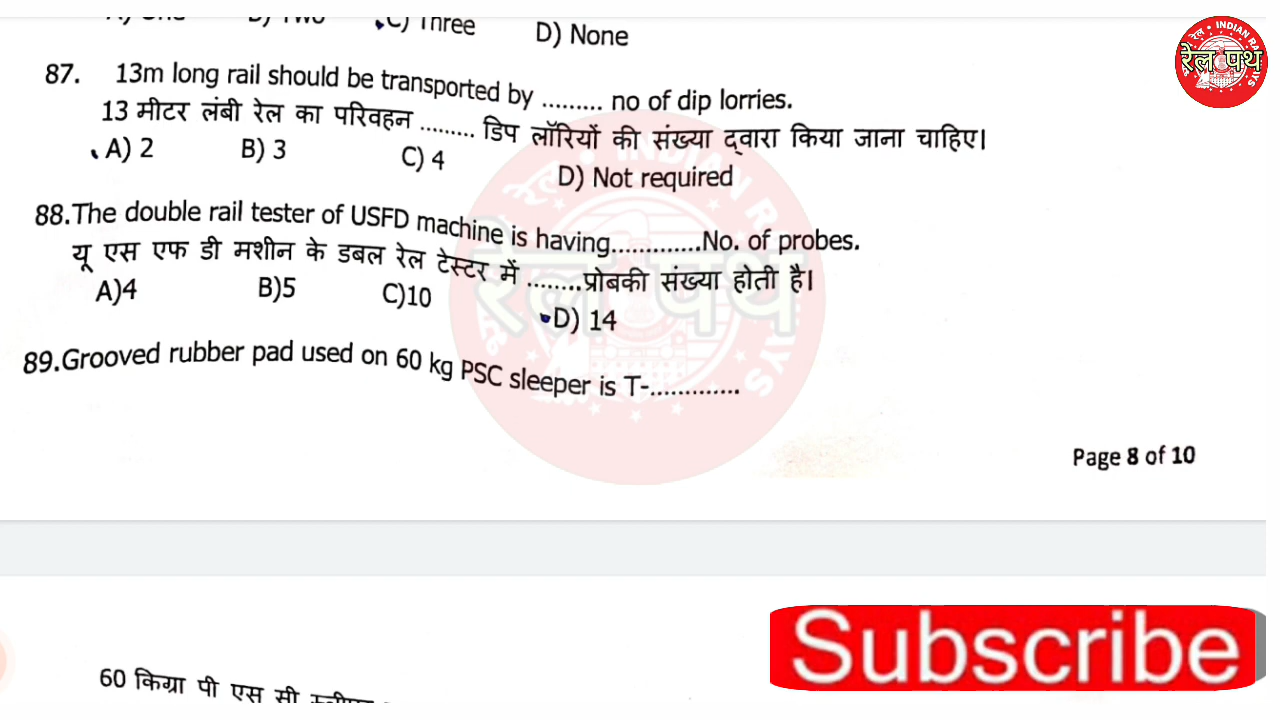 C) Three
D) None
87. 13m long rail should be transported by ......... no of dip lorries.
13 मीटर लंबी रेल का परिवहन ......... डिप लॉरियों की संख्या द्वारा किया जाना चाहिए।
A) 2 B) 3 C) 4 D) Not required
88.The double rail tester of USFD machine is having.............No. of probes.
यू एस एफ डी मशीन के डबल रेल टेस्टर में ........प्रोबकी संख्या होती है।
A)4 B)5 C)10 D) 14
89.Grooved rubber pad used on 60 kg PSC sleeper is T-.............
Page 8 of 10
60 किग्रा पी एस सी
Subscribe
रेल पथ
INDIAN RAILWAYS
रेल पथ